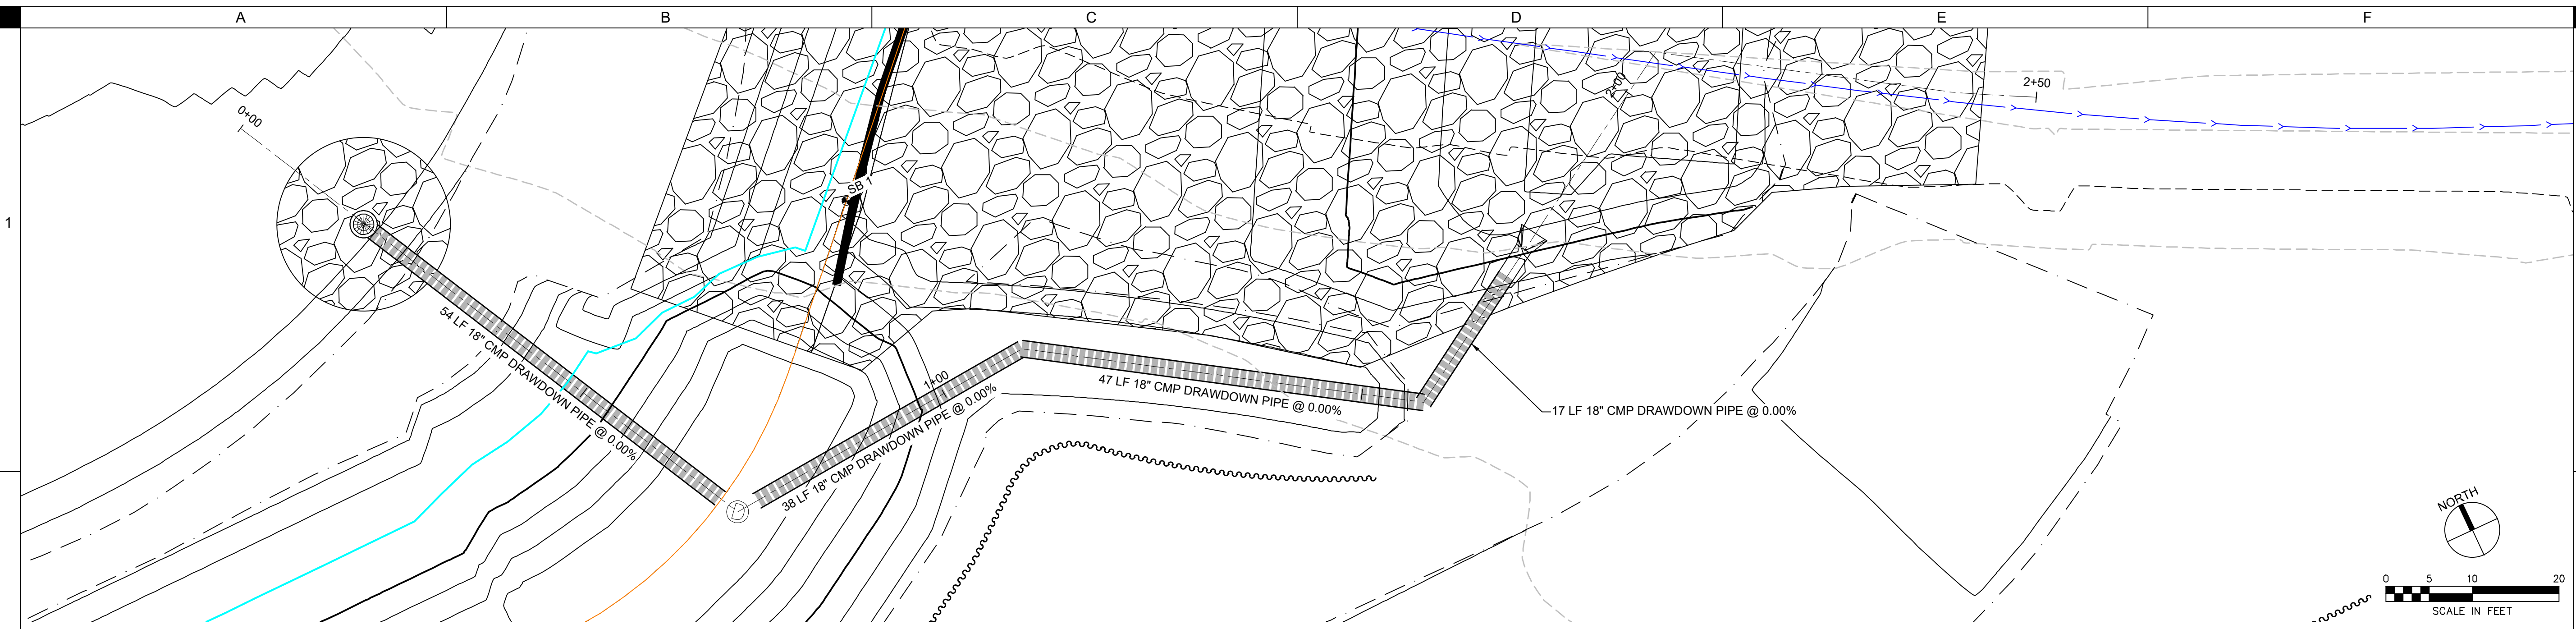 A
B
C
D
E
F
1
0+00
2+00
2+50
SB 1
54 LF 18" CMP DRAWDOWN PIPE @ 0.00%
1+00
38 LF 18" CMP DRAWDOWN PIPE @ 0.00%
47 LF 18" CMP DRAWDOWN PIPE @ 0.00%
17 LF 18" CMP DRAWDOWN PIPE @ 0.00%
D
NORTH
0 5 10 20
SCALE IN FEET